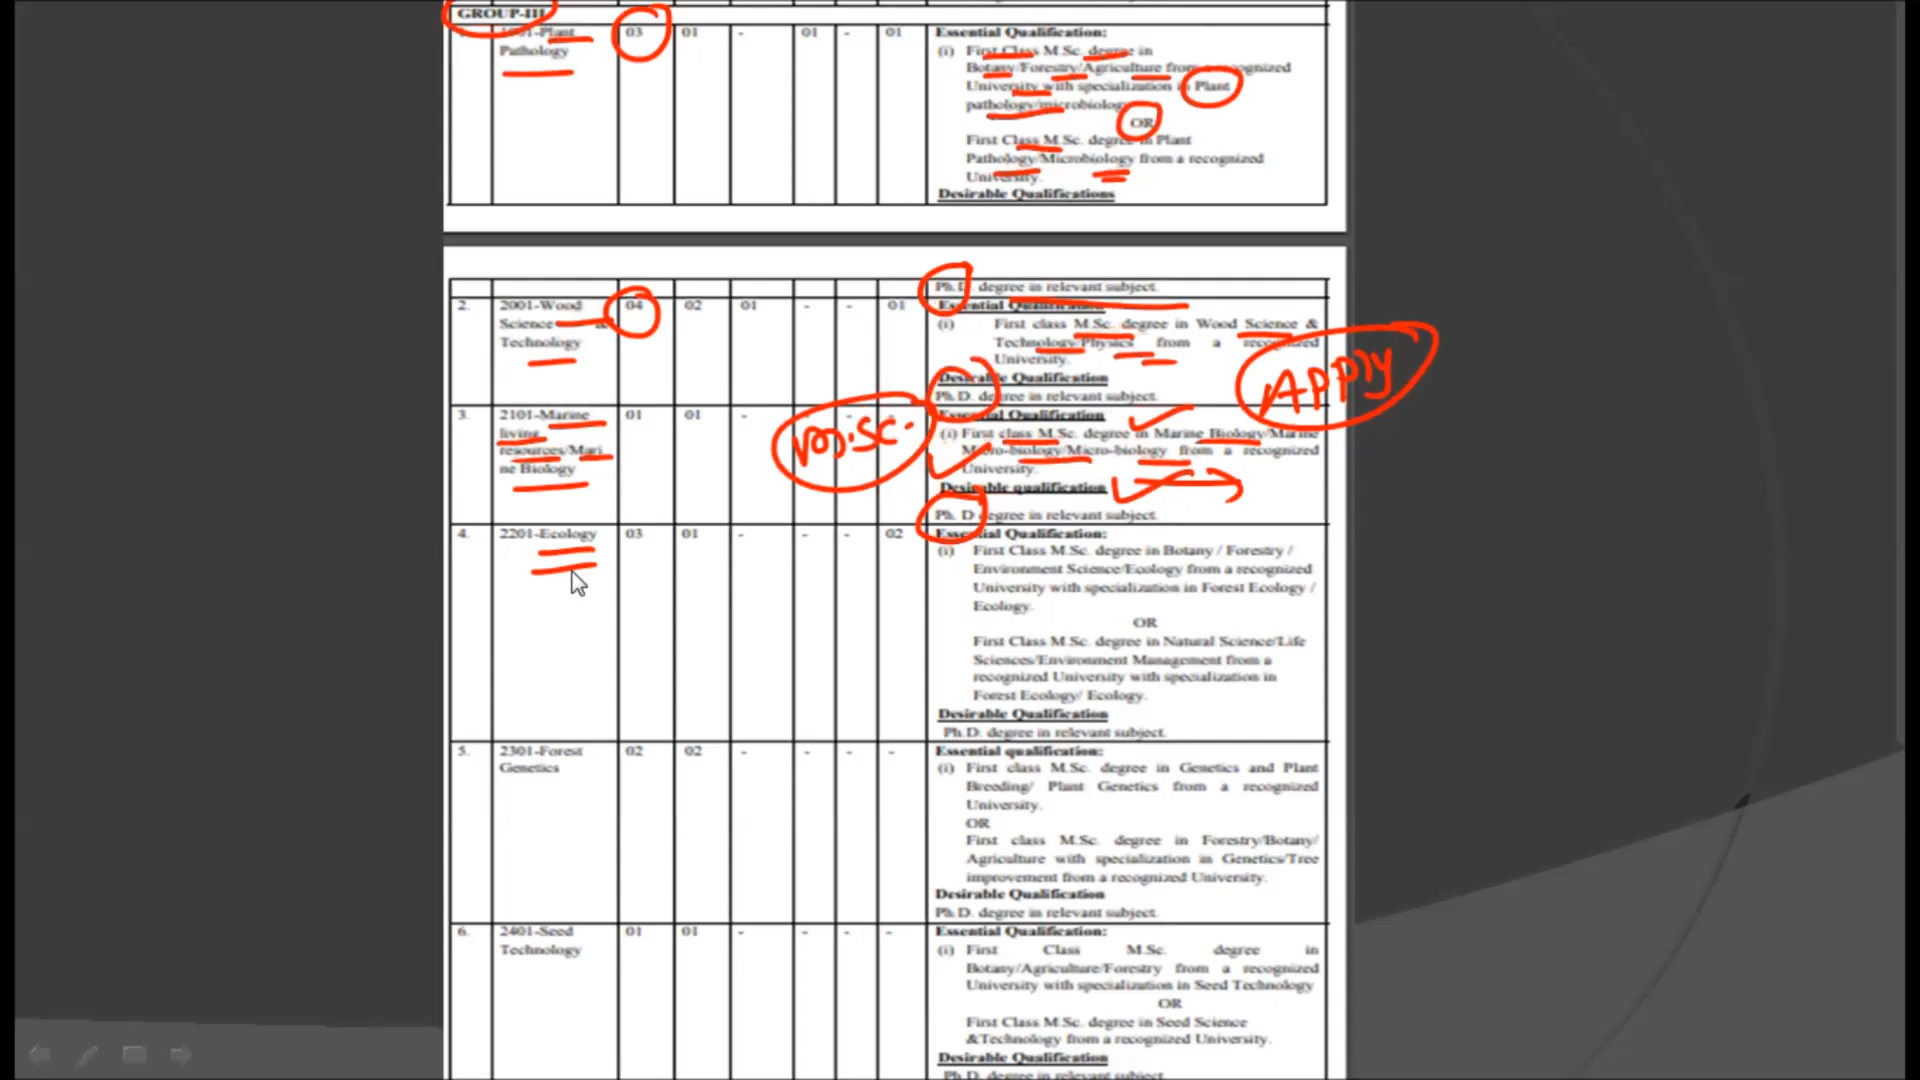 GROUP-III
1001-Plant Pathology 03 01 - 01 - 01 Essential Qualification:
(i) First Class M.Sc. degree in
Botany/Forestry/Agriculture from a recognized
University with specialization in Plant
pathology/microbiology
OR
First Class M.Sc. degree in Plant
Pathology/Microbiology from a recognized
University.
Desirable Qualifications
Ph.D. degree in relevant subject.
2. 2001-Wood Science & Technology 04 02 01 - - 01 Essential Qualification
(i) First class M.Sc. degree in Wood Science &
Technology/Physics from a recognized
University.
Desirable Qualification
Ph.D. degree in relevant subject.
Apply
3. 2101-Marine living resources/Marine Biology 01 01 - - - - Essential Qualification
(i) First class M.Sc. degree in Marine Biology/Marine
Micro-biology/Micro-biology from a recognized
University.
Desirable qualification
Ph. D degree in relevant subject.
M.Sc.
4. 2201-Ecology 03 01 - - - 02 Essential Qualification:
(i) First Class M.Sc. degree in Botany / Forestry /
Environment Science/Ecology from a recognized
University with specialization in Forest Ecology /
Ecology.
OR
First Class M.Sc. degree in Natural Science/Life
Sciences/Environment Management from a
recognized University with specialization in
Forest Ecology/ Ecology.
Desirable Qualification
Ph.D. degree in relevant subject.
5. 2301-Forest Genetics 02 02 - - - - Essential qualification:
(i) First class M.Sc. degree in Genetics and Plant
Breeding/ Plant Genetics from a recognized
University.
OR
First class M.Sc. degree in Forestry/Botany/
Agriculture with specialization in Genetics/Tree
improvement from a recognized University.
Desirable Qualification
Ph.D. degree in relevant subject.
6. 2401-Seed Technology 01 01 - - - - Essential Qualification:
(i) First Class M.Sc. degree in
Botany/Agriculture/Forestry from a recognized
University with specialization in Seed Technology
OR
First Class M.Sc. degree in Seed Science
&Technology from a recognized University.
Desirable Qualification
Ph.D. degree in relevant subject.